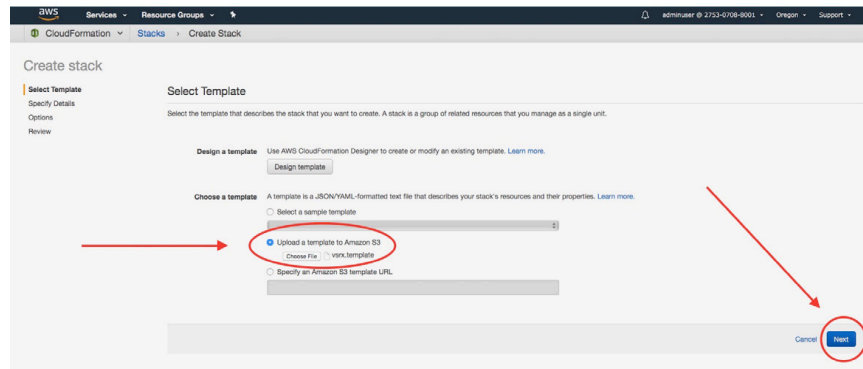 aws Services Resource Groups adminuser @ 2753-0708-8001 Oregon Support
CloudFormation Stacks › Create Stack
Create stack
Select Template
Specify Details
Options
Review
Select Template
Select the template that describes the stack that you want to create. A stack is a group of related resources that you manage as a single unit.
Design a template Use AWS CloudFormation Designer to create or modify an existing template. Learn more.
Design template
Choose a template A template is a JSON/YAML-formatted text file that describes your stack's resources and their properties. Learn more.
Select a sample template
Upload a template to Amazon S3
Choose File vsrx.template
Specify an Amazon S3 template URL
Cancel Next